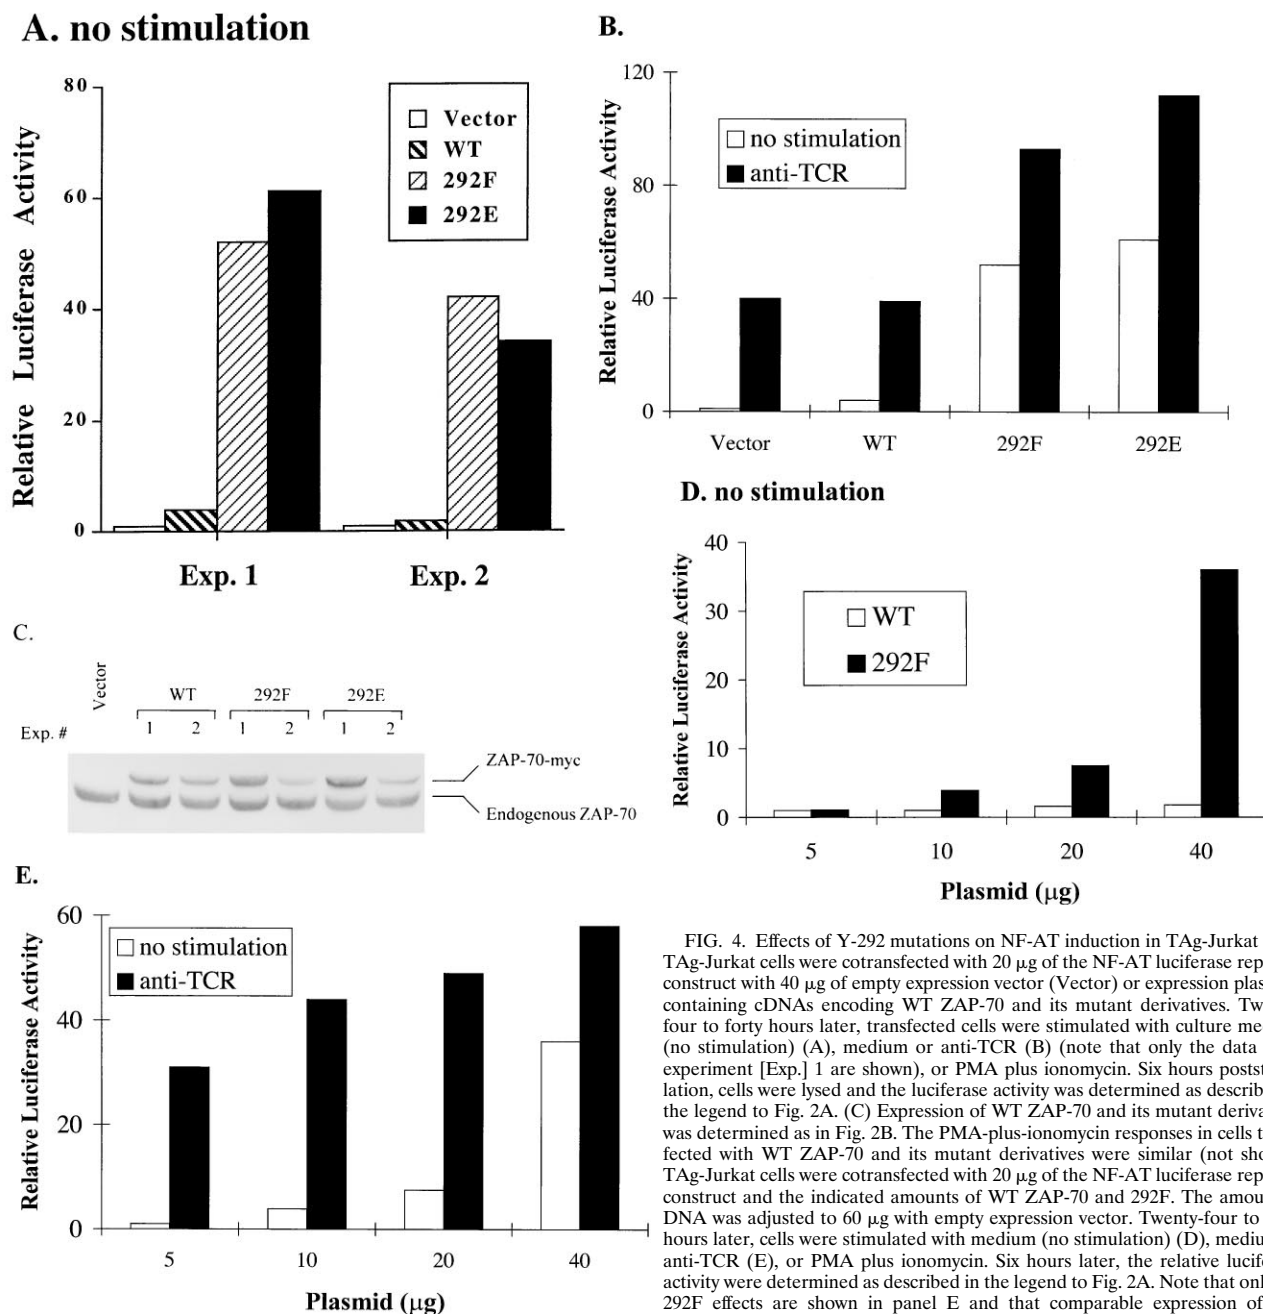 A. no stimulation
80
60
40
20
0
Relative Luciferase Activity
Vector
WT
292F
292E
Exp. 1
Exp. 2
B.
120
80
40
0
Relative Luciferase Activity
no stimulation
anti-TCR
Vector
WT
292F
292E
C.
Vector
WT
292F
292E
Exp. #
1
2
1
2
1
2
ZAP-70-myc
Endogenous ZAP-70
D. no stimulation
40
30
20
10
0
Relative Luciferase Activity
WT
292F
5
10
20
40
Plasmid (μg)
E.
60
40
20
0
Relative Luciferase Activity
no stimulation
anti-TCR
5
10
20
40
Plasmid (μg)
FIG. 4. Effects of Y-292 mutations on NF-AT induction in TAg-Jurkat
TAg-Jurkat cells were cotransfected with 20 μg of the NF-AT luciferase rep
construct with 40 μg of empty expression vector (Vector) or expression plas
containing cDNAs encoding WT ZAP-70 and its mutant derivatives. Twe
four to forty hours later, transfected cells were stimulated with culture me
(no stimulation) (A), medium or anti-TCR (B) (note that only the data
experiment [Exp.] 1 are shown), or PMA plus ionomycin. Six hours postst
lation, cells were lysed and the luciferase activity was determined as describ
the legend to Fig. 2A. (C) Expression of WT ZAP-70 and its mutant deriva
was determined as in Fig. 2B. The PMA-plus-ionomycin responses in cells t
fected with WT ZAP-70 and its mutant derivatives were similar (not sho
TAg-Jurkat cells were cotransfected with 20 μg of the NF-AT luciferase rep
construct and the indicated amounts of WT ZAP-70 and 292F. The amou
DNA was adjusted to 60 μg with empty expression vector. Twenty-four to
hours later, cells were stimulated with medium (no stimulation) (D), mediu
anti-TCR (E), or PMA plus ionomycin. Six hours later, the relative lucife
activity were determined as described in the legend to Fig. 2A. Note that onl
292F effects are shown in panel E and that comparable expression of